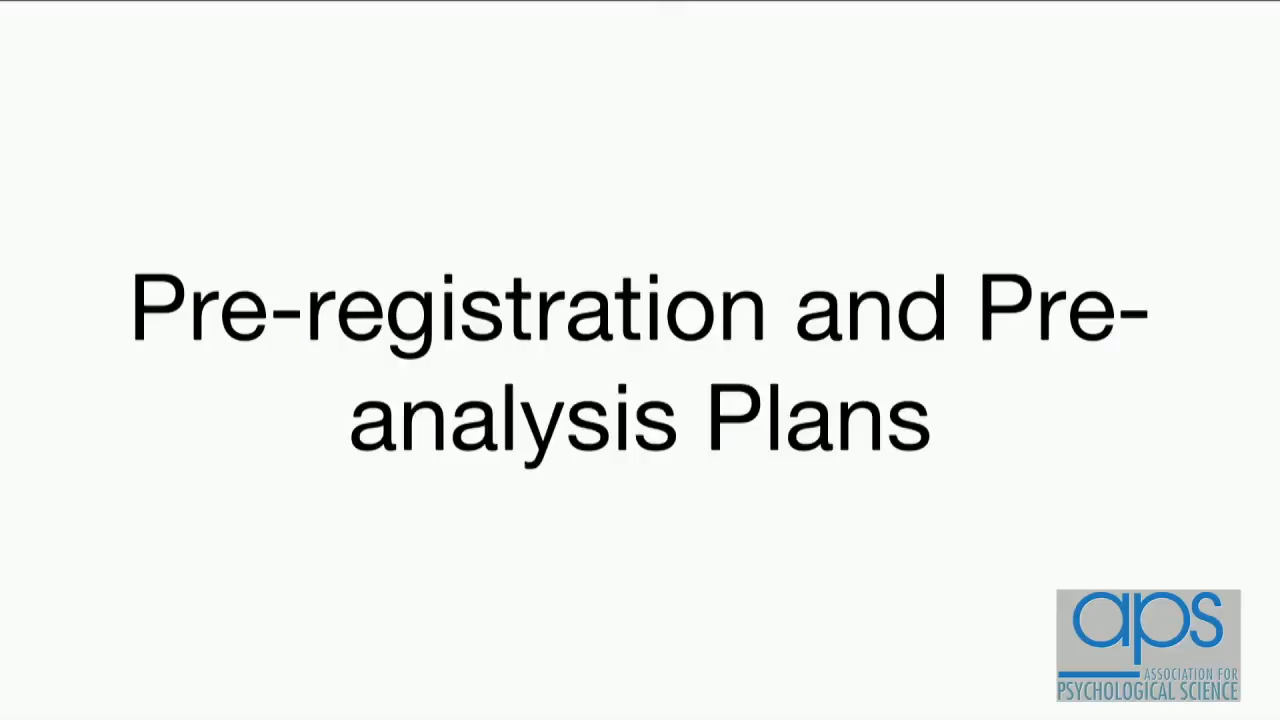 Pre-registration and Pre-
analysis Plans
aps
ASSOCIATION FOR
PSYCHOLOGICAL SCIENCE